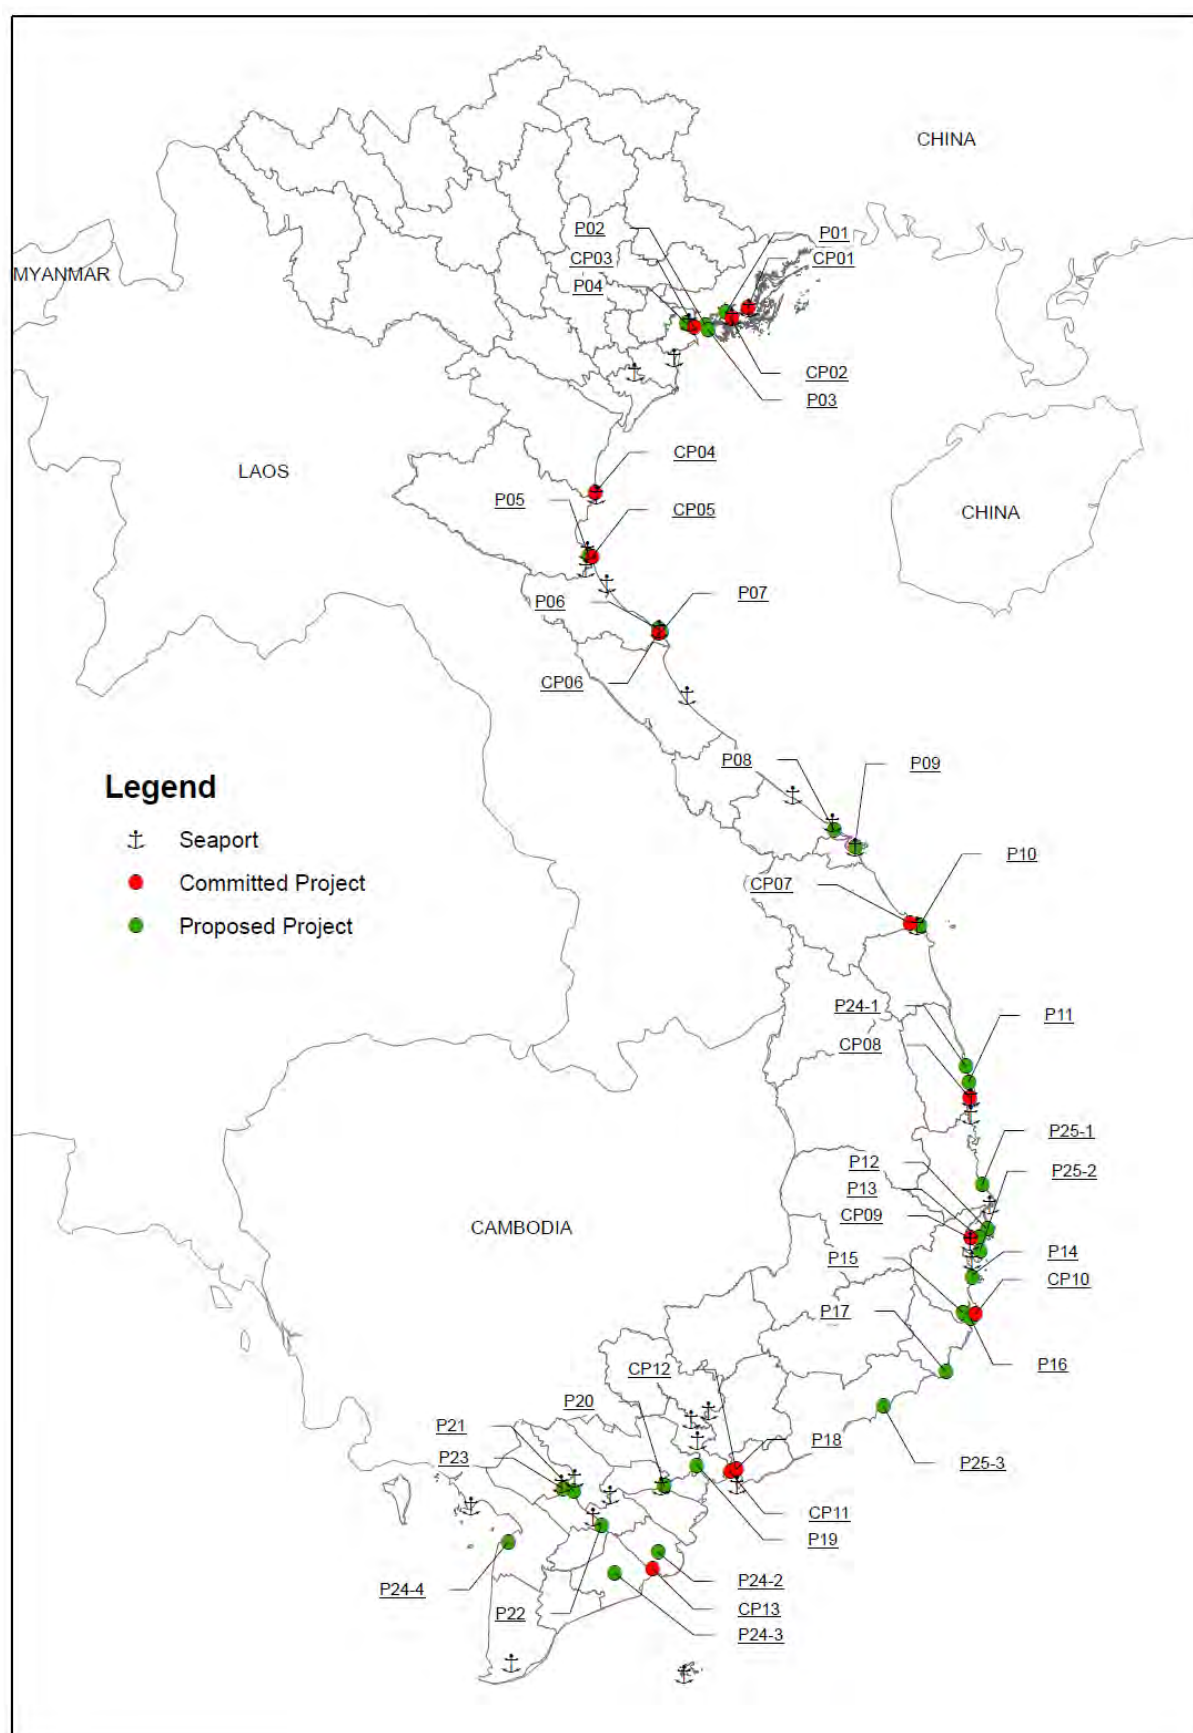 CHINA
P02
P01
CP03
CP01
MYANMAR
P04
CP02
P03
CP04
LAOS
P05
CP05
CHINA
P06
P07
CP06
P08
P09
Legend
Seaport
P10
Committed Project
CP07
Proposed Project
P24-1
P11
CP08
P25-1
P12
P25-2
P13
CP09
CAMBODIA
P15
P14
CP10
P17
P16
CP12
P20
P21
P18
P23
P25-3
CP11
P19
P24-4
P24-2
P22
CP13
P24-3